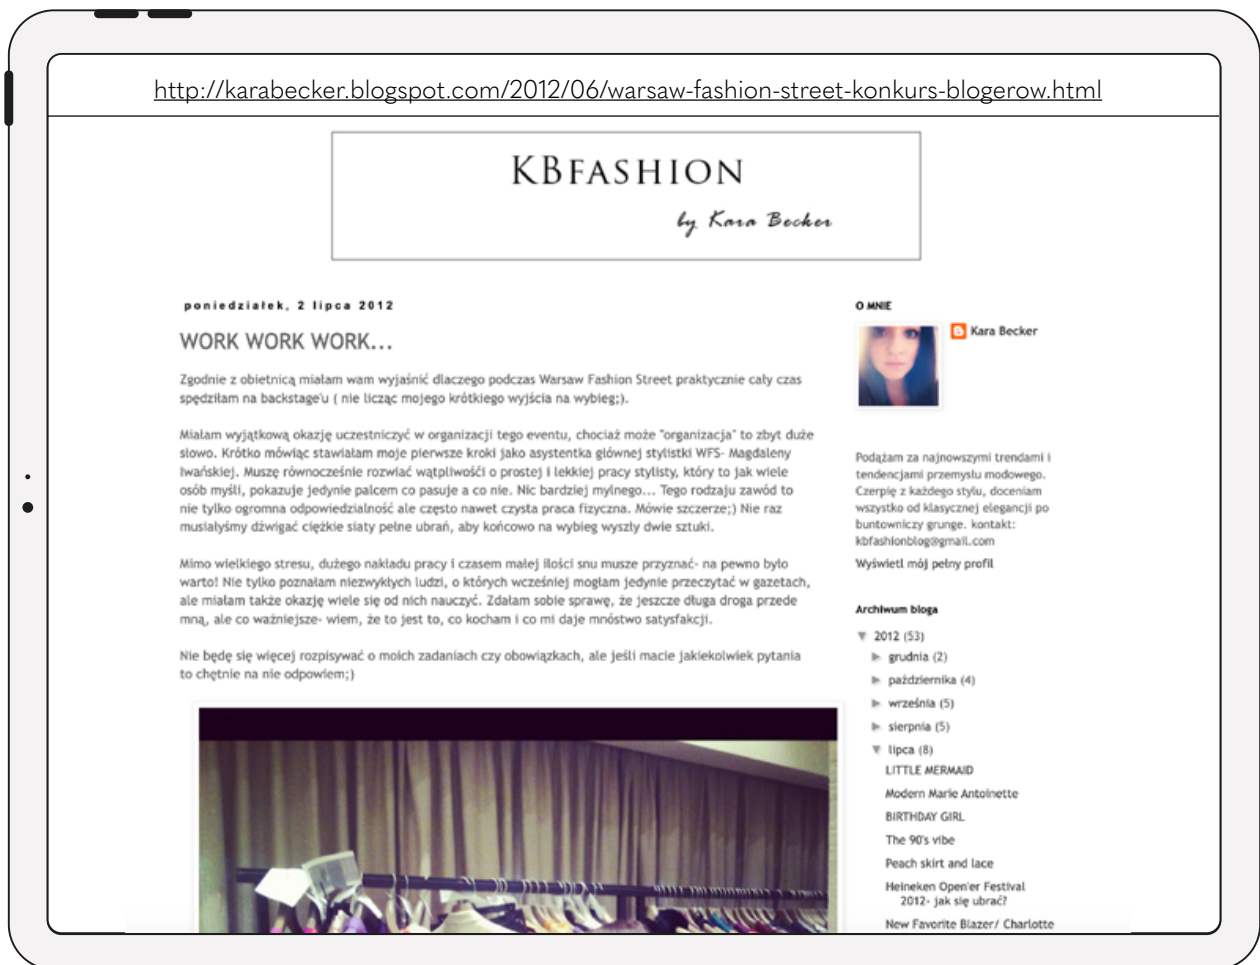 http://karabecker.blogspot.com/2012/06/warsaw-fashion-street-konkurs-blogerow.html
KBFASHION
by Kara Becker
poniedziałek, 2 lipca 2012
WORK WORK WORK...
Zgodnie z obietnicą miałam wam wyjaśnić dlaczego podczas Warsaw Fashion Street praktycznie cały czas
spędziłam na backstage'u ( nie licząc mojego krótkiego wyjścia na wybieg;).
Miałam wyjątkową okazję uczestniczyć w organizacji tego eventu, chociaż może "organizacja" to zbyt duże
słowo. Krótko mówiąc stawiałam moje pierwsze kroki jako asystentka głównej stylistki WFS- Magdaleny
Iwańskiej. Muszę równocześnie rozwiać wątpliwośći o prostej i lekkiej pracy stylisty, który to jak wiele
osób myśli, pokazuje jedynie palcem co pasuje a co nie. Nic bardziej mylnego... Tego rodzaju zawód to
nie tylko ogromna odpowiedzialność ale często nawet czysta praca fizyczna. Mówie szczerze;) Nie raz
musiałyśmy dźwigać ciężkie siaty pełne ubrań, aby końcowo na wybieg wyszły dwie sztuki.
Mimo wielkiego stresu, dużego nakładu pracy i czasem małej ilości snu musze przyznać- na pewno było
warto! Nie tylko poznałam niezwykłych ludzi, o których wcześniej mogłam jedynie przeczytać w gazetach,
ale miałam także okazję wiele się od nich nauczyć. Zdałam sobie sprawę, że jeszcze długa droga przede
mną, ale co ważniejsze- wiem, że to jest to, co kocham i co mi daje mnóstwo satysfakcji.
Nie będę się więcej rozpisywać o moich zadaniach czy obowiązkach, ale jeśli macie jakiekolwiek pytania
to chętnie na nie odpowiem;)
O MNIE
Kara Becker
Podążam za najnowszymi trendami i
tendencjami przemysłu modowego.
Czerpię z każdego stylu, doceniam
wszystko od klasycznej elegancji po
buntowniczy grunge. kontakt:
kbfashionblog@gmail.com
Wyświetl mój pełny profil
Archiwum bloga
▼ 2012 (53)
► grudnia (2)
► października (4)
► września (5)
► sierpnia (5)
▼ lipca (8)
LITTLE MERMAID
Modern Marie Antoinette
BIRTHDAY GIRL
The 90's vibe
Peach skirt and lace
Heineken Open'er Festival
2012- jak się ubrać?
New Favorite Blazer/ Charlotte